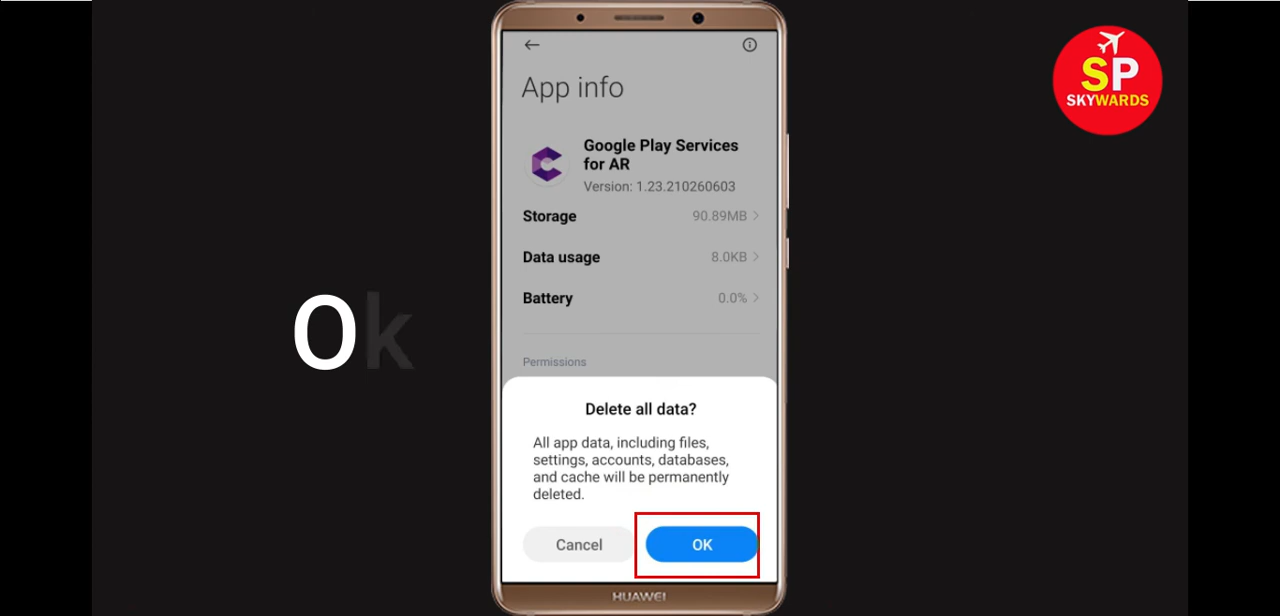 App info
Google Play Services
for AR
Version: 1.23.210260603
Storage 90.89MB
Data usage 8.0KB
Battery 0.0%
Permissions
Delete all data?
All app data, including files,
settings, accounts, databases,
and cache will be permanently
deleted.
Cancel OK
HUAWEI
Ok
SP
SKYWARDS